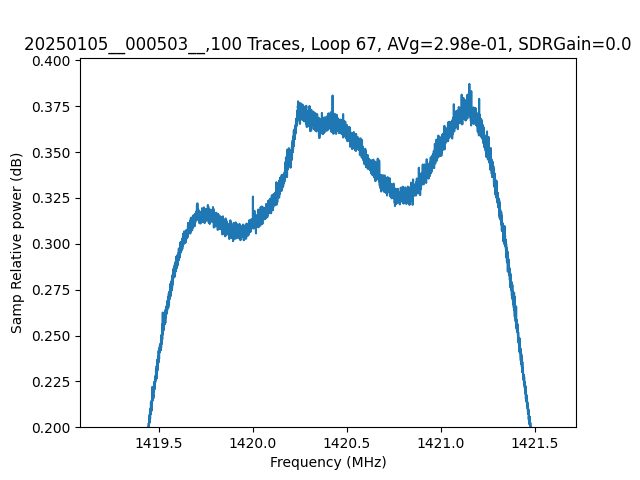 20250105__000503__,100 Traces, Loop 67, AVg=2.98e-01, SDRGain=0.0
0.400
0.375
0.350
0.325
0.300
0.275
0.250
0.225
0.200
Samp Relative power (dB)
1419.5 1420.0 1420.5 1421.0 1421.5
Frequency (MHz)